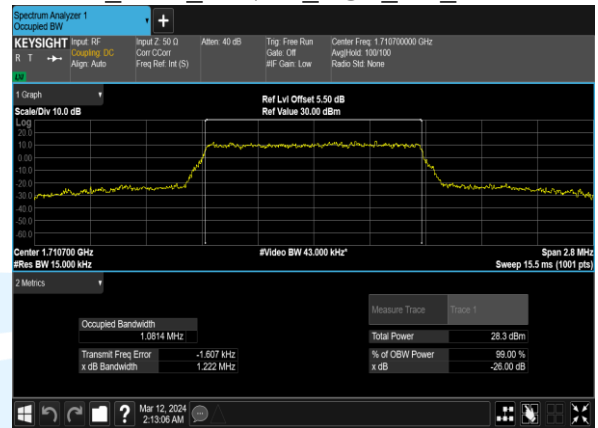 Spectrum Analyzer 1
Occupied BW
+
KEYSIGHT Input: RF Input Z: 50 Ω Atten: 40 dB Trig: Free Run Center Freq: 1.710700000 GHz
R T Coupling: DC Corr CCorr Gate: Off Avg|Hold: 100/100
Align: Auto Freq Ref: Int (S) #IF Gain: Low Radio Std: None
1 Graph
Scale/Div 10.0 dB
Ref Lvl Offset 5.50 dB
Ref Value 30.00 dBm
Log
20.0
10.0
0.00
-10.0
-20.0
-30.0
-40.0
-50.0
-60.0
Center 1.710700 GHz #Video BW 43.000 kHz* Span 2.8 MHz
#Res BW 15.000 kHz Sweep 15.5 ms (1001 pts)
2 Metrics
Measure Trace Trace 1
Occupied Bandwidth
1.0814 MHz
Total Power 28.3 dBm
Transmit Freq Error -1.607 kHz % of OBW Power 99.00 %
x dB Bandwidth 1.222 MHz x dB -26.00 dB
? Mar 12, 2024
2:13:06 AM